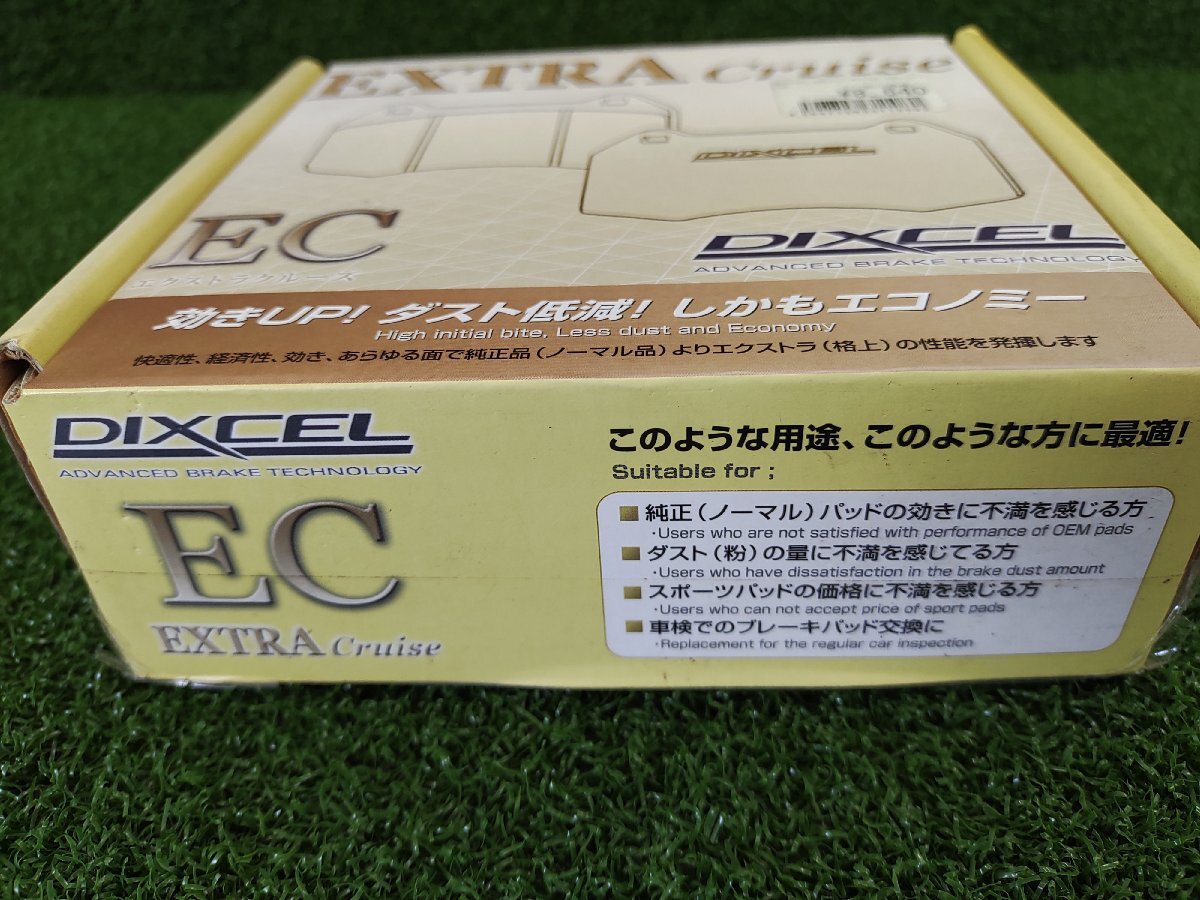 EXTRA Cruise
DIXCEL
EC
エクストラクルーズ
DIXCEL
ADVANCED BRAKE TECHNOLOGY
効きUP! ダスト低減! しかもエコノミー
High initial bite, Less dust and Economy
快適性、経済性、効き、あらゆる面で純正品(ノーマル品)よりエクストラ(格上)の性能を発揮します
DIXCEL
ADVANCED BRAKE TECHNOLOGY
EC
EXTRA Cruise
このような用途、このような方に最適!
Suitable for ;
■ 純正(ノーマル)パッドの効きに不満を感じる方
・Users who are not satisfied with performance of OEM pads
■ ダスト(粉)の量に不満を感じてる方
・Users who have dissatisfaction in the brake dust amount
■ スポーツパッドの価格に不満を感じる方
・Users who can not accept price of sport pads
■ 車検でのブレーキパッド交換に
・Replacement for the regular car inspection